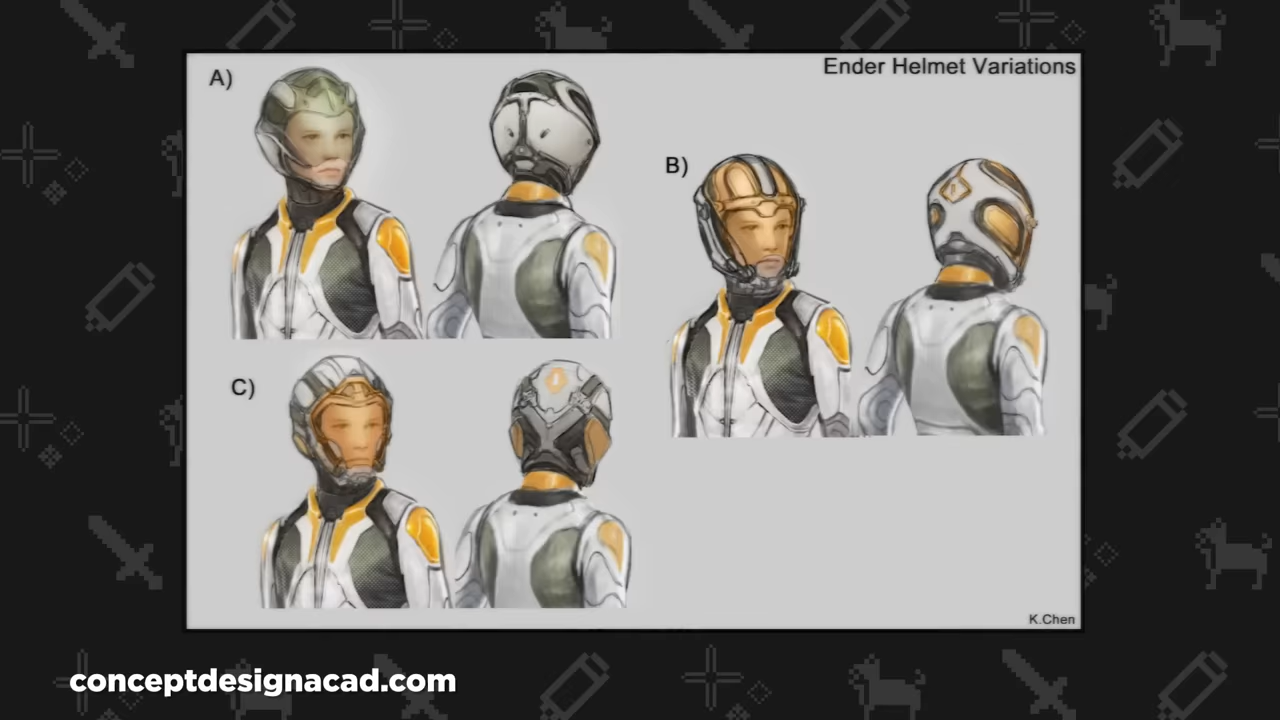 Ender Helmet Variations
A)
B)
C)
K.Chen
conceptdesignacad.com